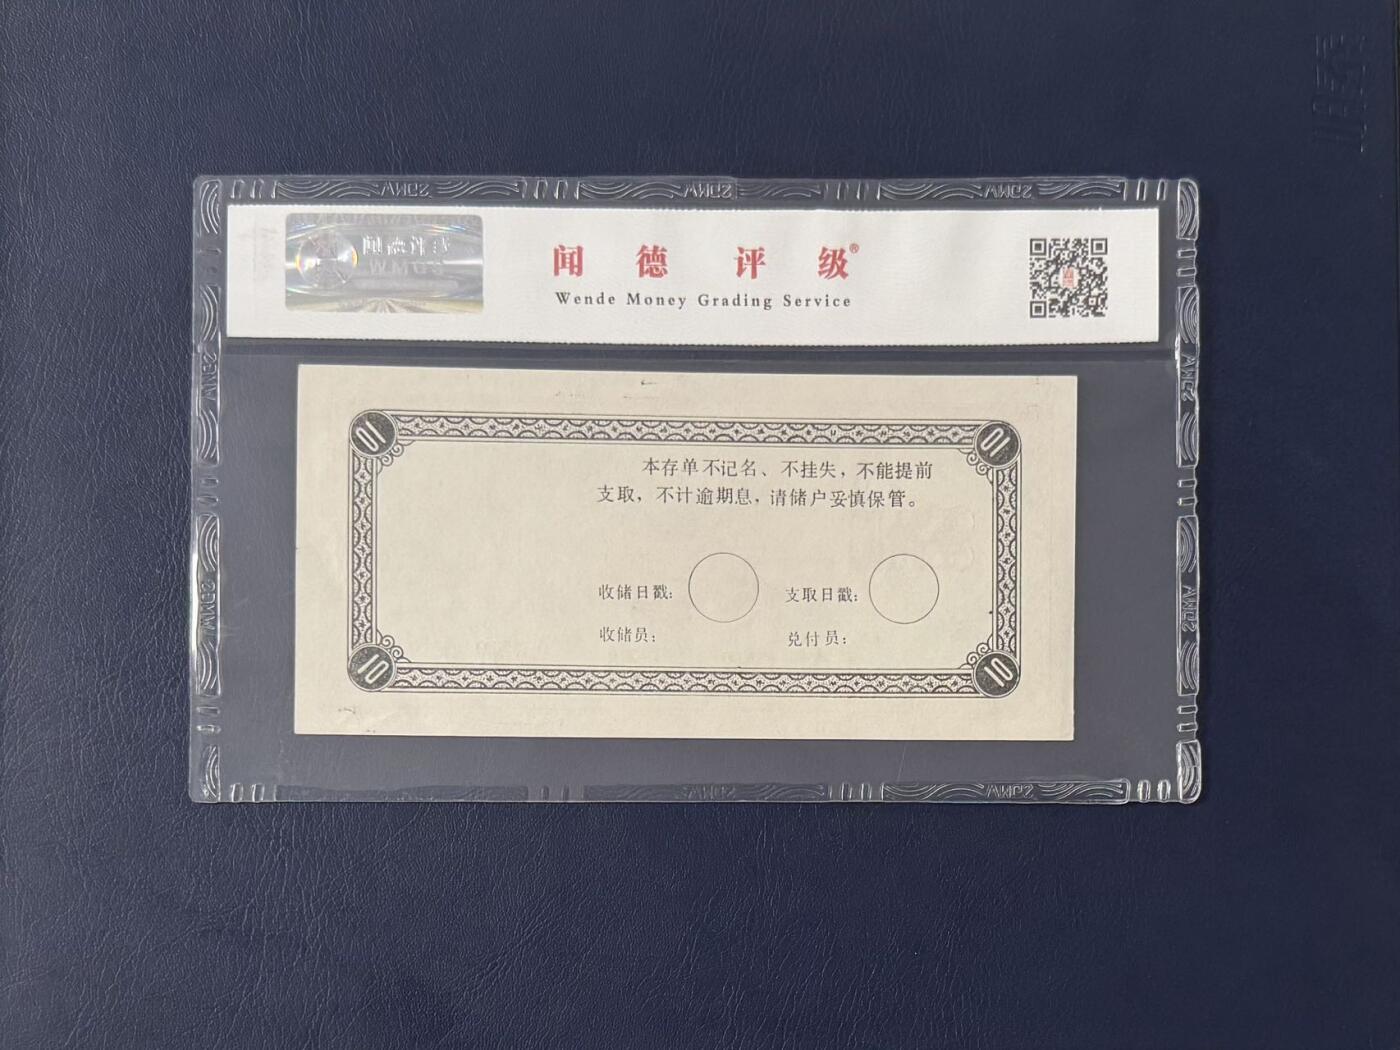 闻德评级®
Wende Money Grading Service
10
10
本存单不记名、不挂失，不能提前
支取，不计逾期息，请储户妥慎保管。
收储日戳： 支取日戳：
收储员： 兑付员：
10
10